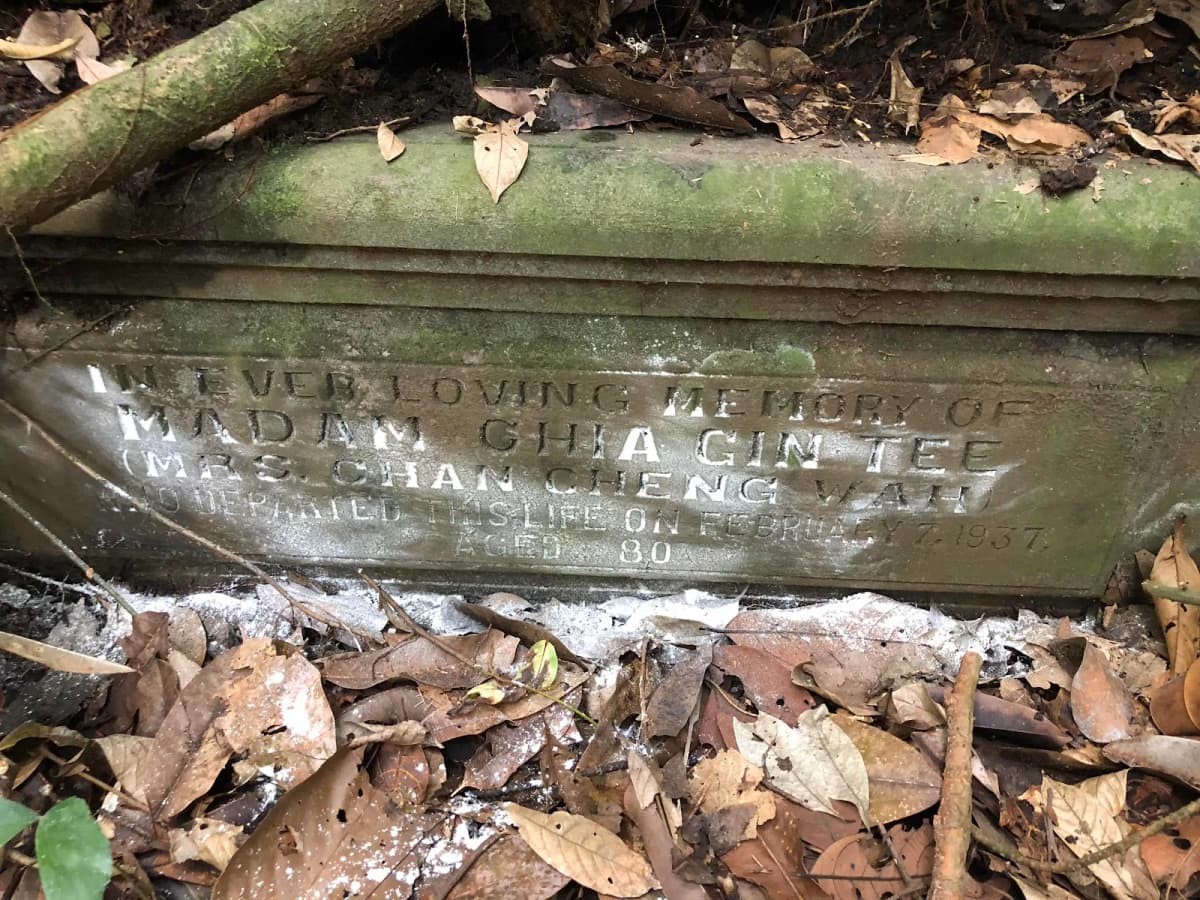 IN EVER LOVING MEMORY OF
MADAM GHIA GIN TEE
(MRS. CHAN CHENG WAH)
WHO DEPARTED THIS LIFE ON FEBRUARY 7, 1937.
AGED 80